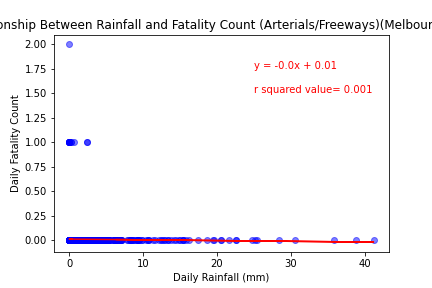 onship Between Rainfall and Fatality Count (Arterials/Freeways)(Melbour
2.00
1.75
1.50
1.25
1.00
0.75
0.50
0.25
0.00
Daily Fatality Count
y = -0.0x + 0.01
r squared value= 0.001
0 10 20 30 40
Daily Rainfall (mm)